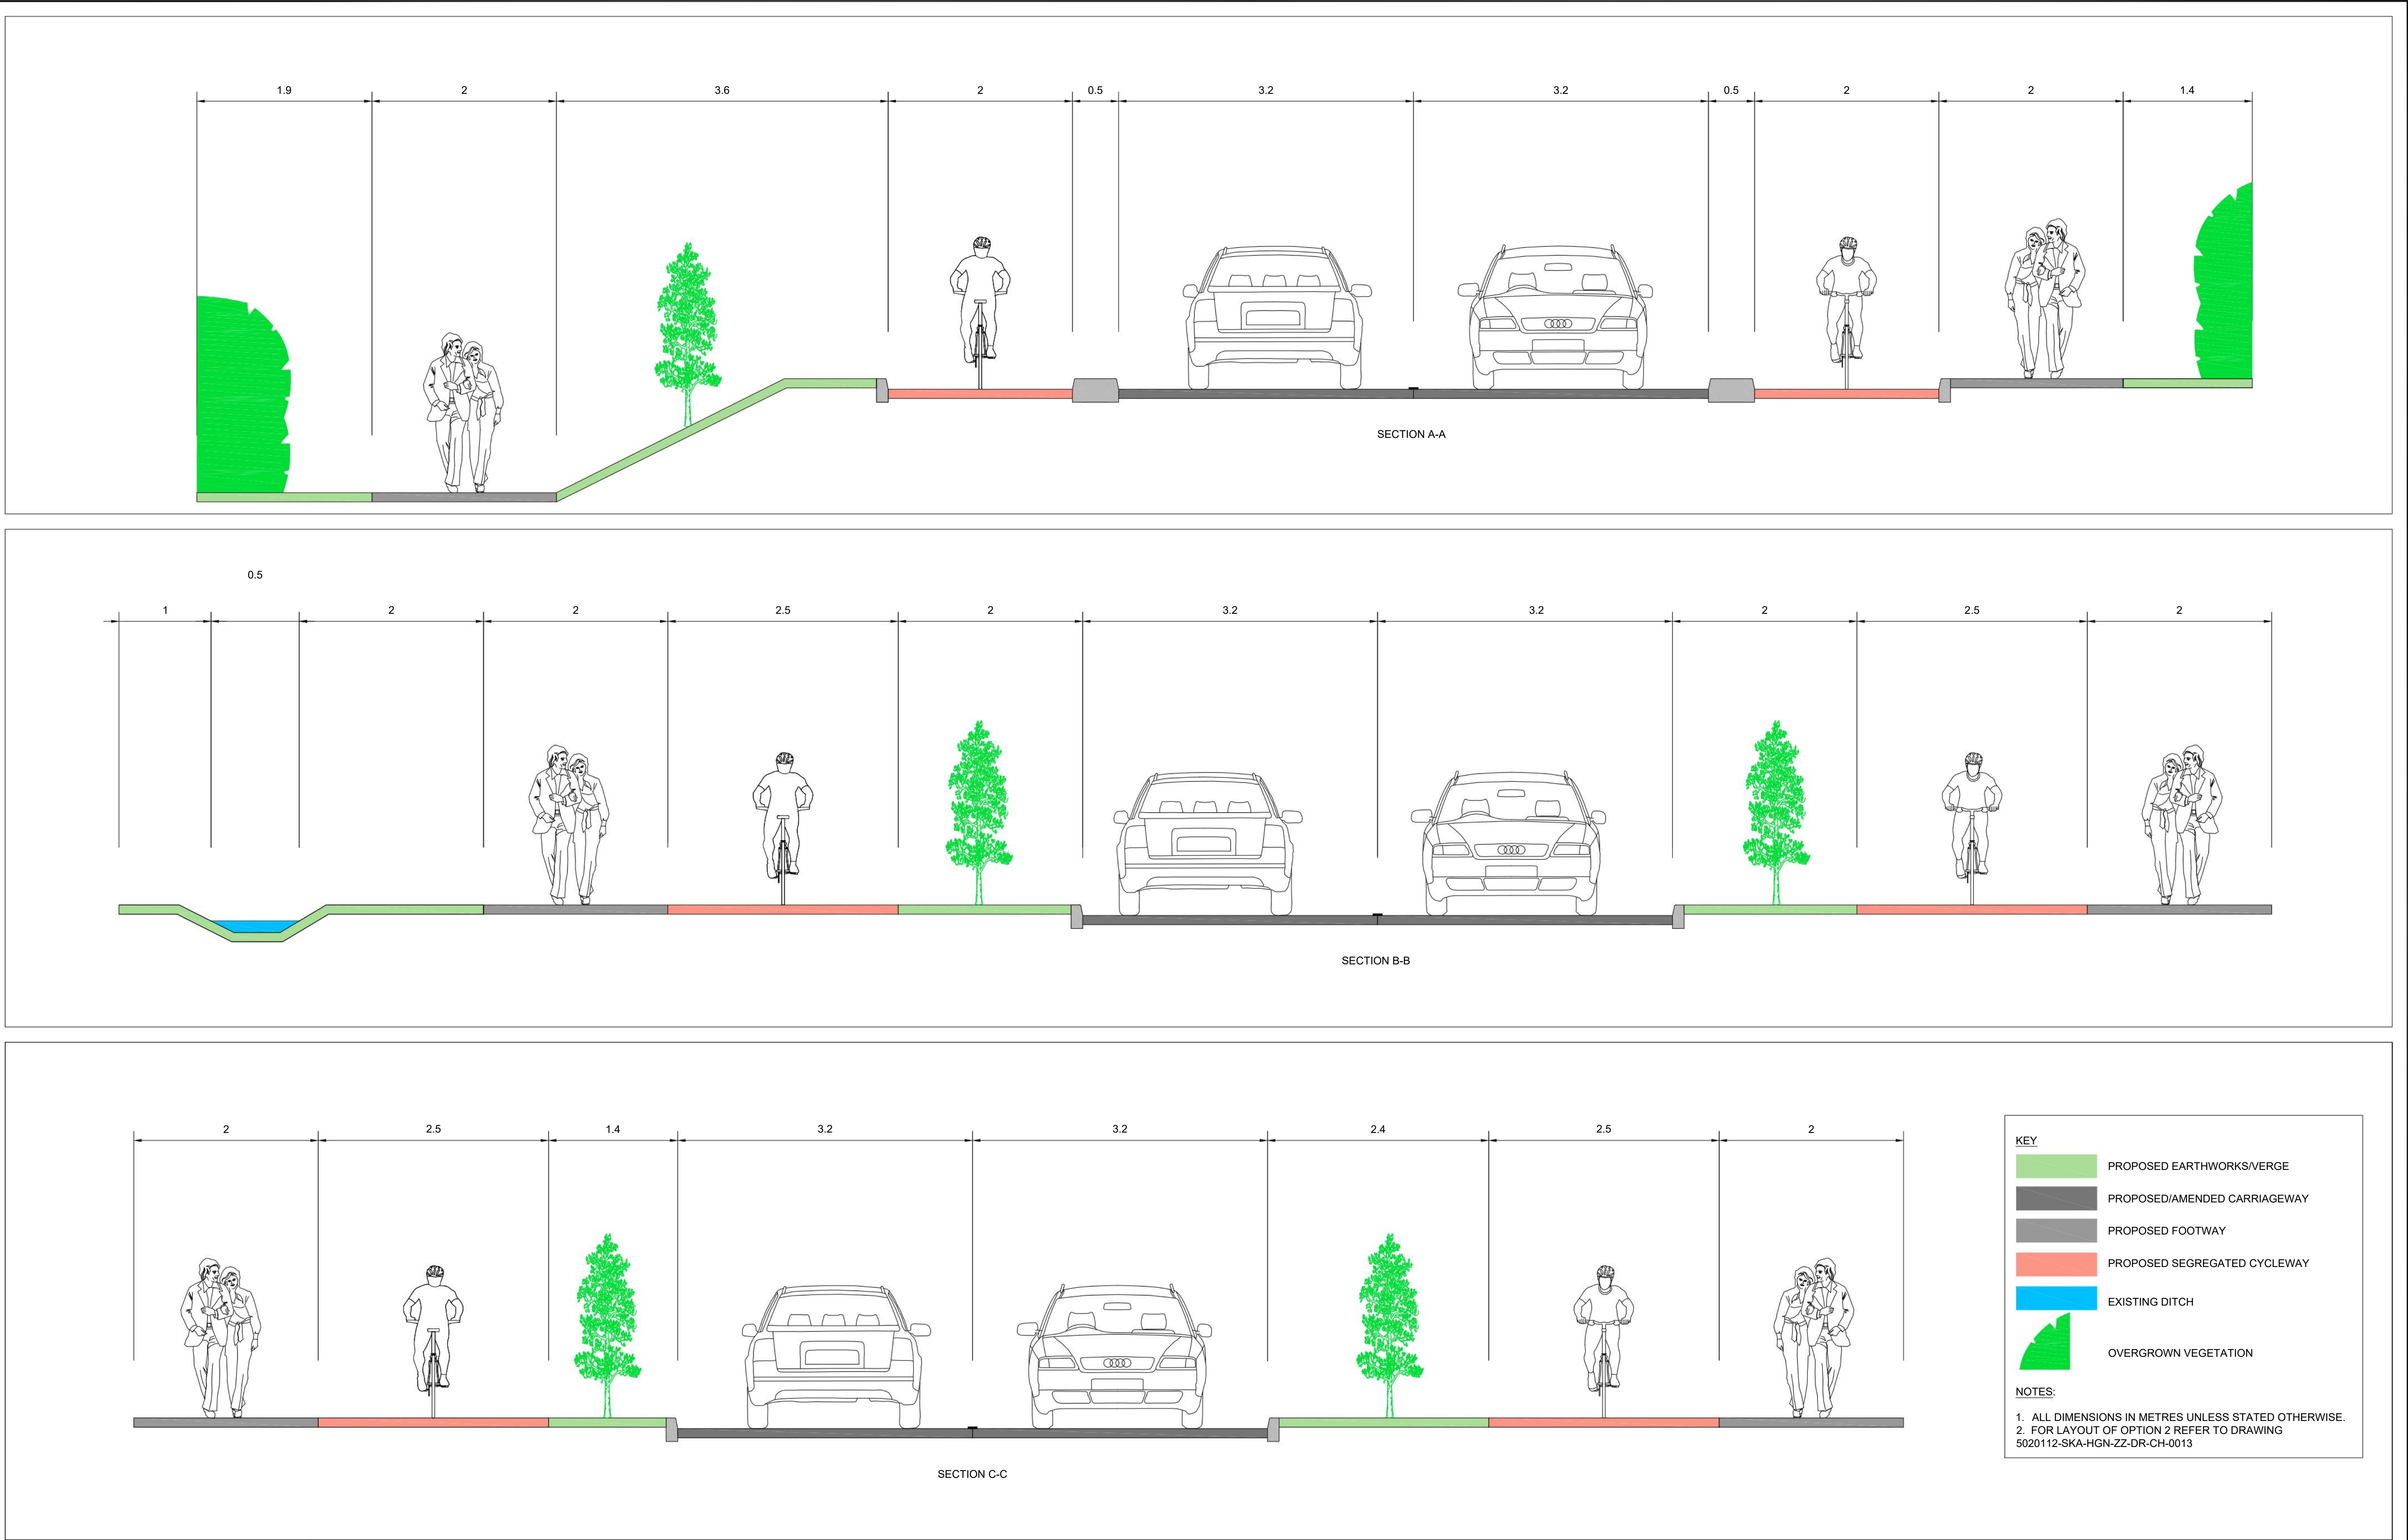 1.9 2 3.6 2 0.5 3.2 3.2 0.5 2 2 1.4
SECTION A-A
0.5
1 2 2 2.5 2 3.2 3.2 2 2.5 2
SECTION B-B
2 2.5 1.4 3.2 3.2 2.4 2.5 2
SECTION C-C
KEY
PROPOSED EARTHWORKS/VERGE
PROPOSED/AMENDED CARRIAGEWAY
PROPOSED FOOTWAY
PROPOSED SEGREGATED CYCLEWAY
EXISTING DITCH
OVERGROWN VEGETATION
NOTES:
1. ALL DIMENSIONS IN METRES UNLESS STATED OTHERWISE.
2. FOR LAYOUT OF OPTION 2 REFER TO DRAWING
5020112-SKA-HGN-ZZ-DR-CH-0013